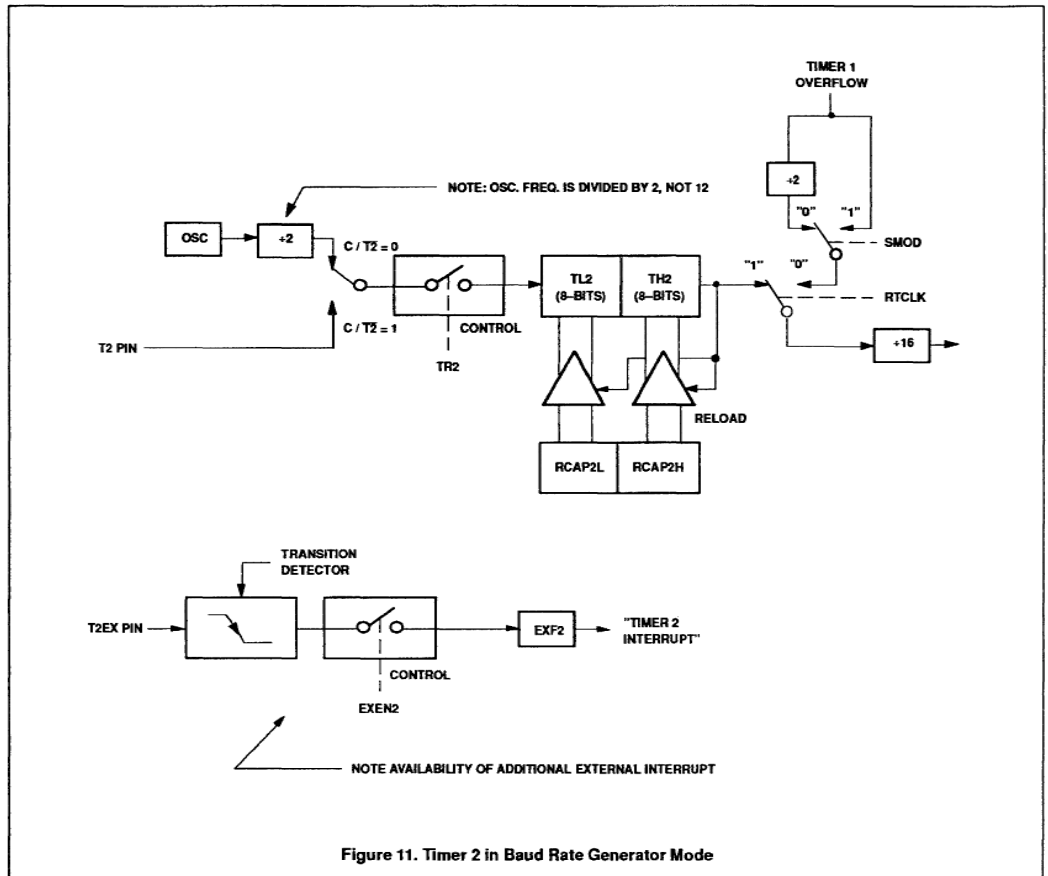 TIMER 1
OVERFLOW
÷2
NOTE: OSC. FREQ. IS DIVIDED BY 2, NOT 12
"0"
"1"
SMOD
OSC
÷2
C / T2 = 0
TL2
(8–BITS)
TH2
(8–BITS)
"1"
"0"
RTCLK
C / T2 = 1
CONTROL
T2 PIN
TR2
÷16
RELOAD
RCAP2L
RCAP2H
TRANSITION
DETECTOR
T2EX PIN
EXF2
"TIMER 2
INTERRUPT"
CONTROL
EXEN2
NOTE AVAILABILITY OF ADDITIONAL EXTERNAL INTERRUPT
Figure 11. Timer 2 in Baud Rate Generator Mode